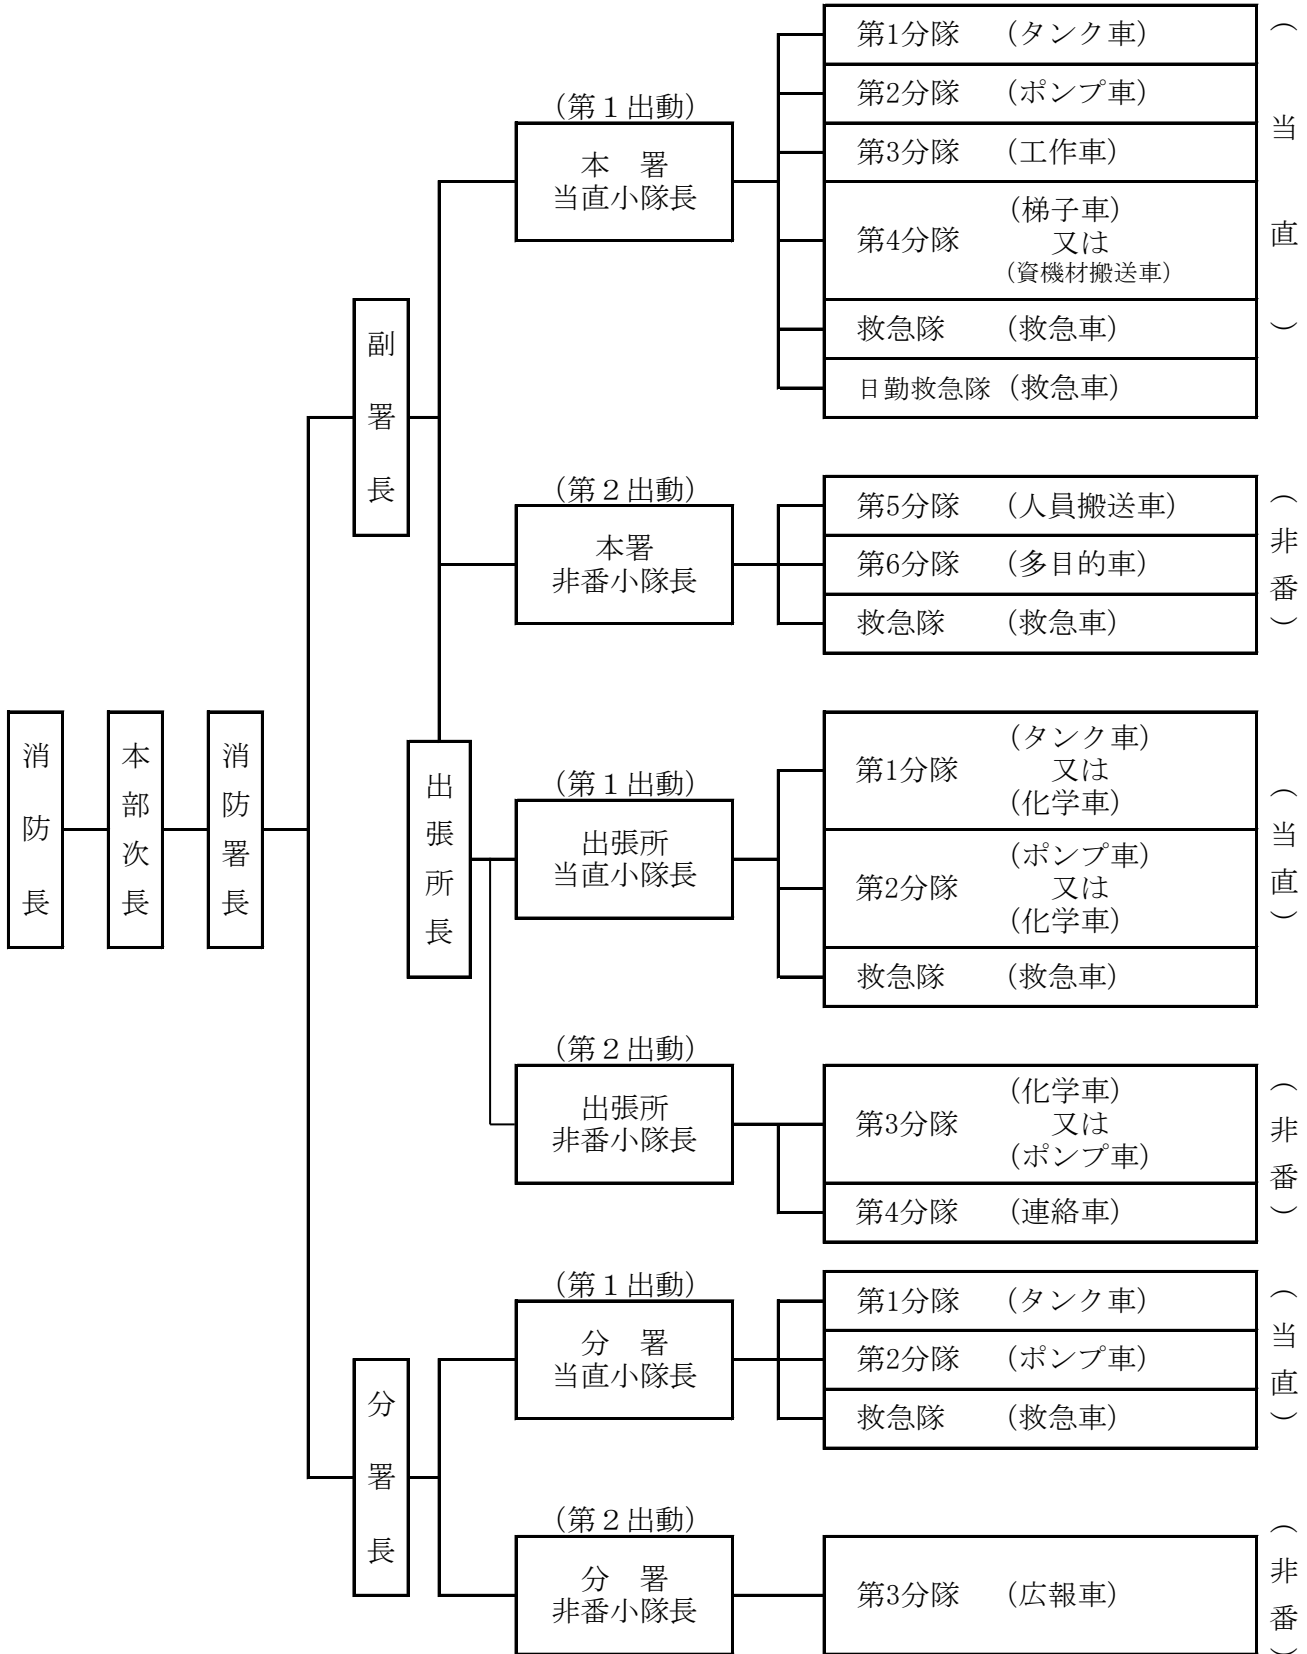 消防長
本部次長
消防署長
副署長
(第１出動)
本　署
当直小隊長
第1分隊　(タンク車)
第2分隊　(ポンプ車)
第3分隊　(工作車)
第4分隊　(梯子車)
又は
(資機材搬送車)
救急隊　(救急車)
日勤救急隊 (救急車)
(当直)
(第２出動)
本署
非番小隊長
第5分隊　(人員搬送車)
第6分隊　(多目的車)
救急隊　(救急車)
(非番)
出張所長
(第１出動)
出張所
当直小隊長
第1分隊　(タンク車)
又は
(化学車)
第2分隊　(ポンプ車)
又は
(化学車)
救急隊　(救急車)
(当直)
(第２出動)
出張所
非番小隊長
第3分隊　(化学車)
又は
(ポンプ車)
第4分隊　(連絡車)
(非番)
分署長
(第１出動)
分　署
当直小隊長
第1分隊　(タンク車)
第2分隊　(ポンプ車)
救急隊　(救急車)
(当直)
(第２出動)
分　署
非番小隊長
第3分隊　(広報車)
(非番)